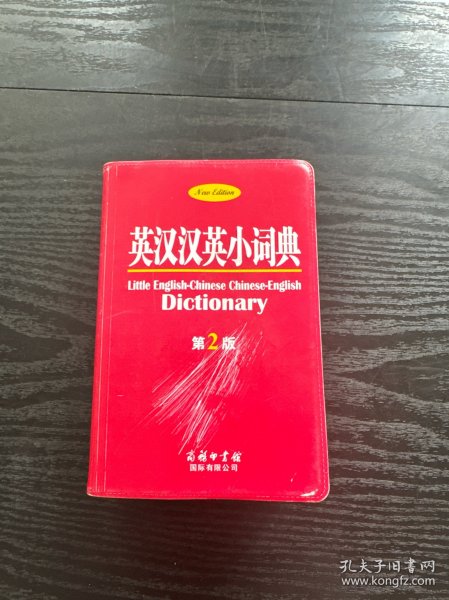 New Edition
英汉汉英小词典
Little English-Chinese Chinese-English
Dictionary
第2版
商务印书馆
国际有限公司
孔夫子旧书网
www.kongfz.com